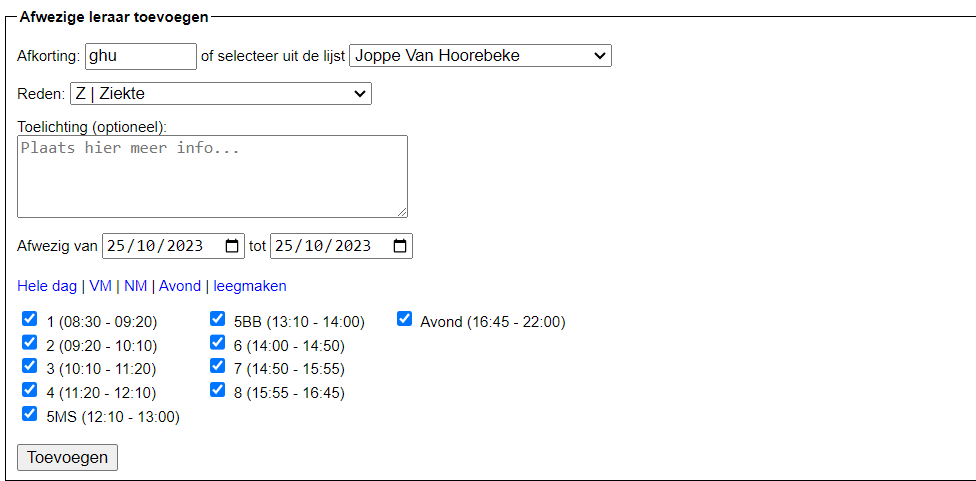 Afwezige leraar toevoegen
Afkorting: ghu of selecteer uit de lijst Joppe Van Hoorebeke
Reden: Z | Ziekte
Toelichting (optioneel):
Plaats hier meer info...
Afwezig van 25/10/2023 tot 25/10/2023
Hele dag | VM | NM | Avond | leegmaken
1 (08:30 - 09:20) 5BB (13:10 - 14:00) Avond (16:45 - 22:00)
2 (09:20 - 10:10) 6 (14:00 - 14:50)
3 (10:10 - 11:20) 7 (14:50 - 15:55)
4 (11:20 - 12:10) 8 (15:55 - 16:45)
5MS (12:10 - 13:00)
Toevoegen